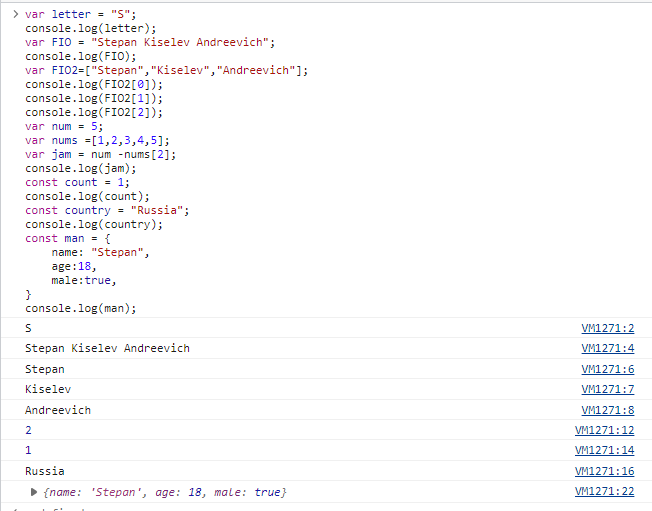 > var letter = "S";
console.log(letter);
var FIO = "Stepan Kiselev Andreevich";
console.log(FIO);
var FIO2=["Stepan","Kiselev","Andreevich"];
console.log(FIO2[0]);
console.log(FIO2[1]);
console.log(FIO2[2]);
var num = 5;
var nums =[1,2,3,4,5];
var jam = num -nums[2];
console.log(jam);
const count = 1;
console.log(count);
const country = "Russia";
console.log(country);
const man = {
    name: "Stepan",
    age:18,
    male:true,
}
console.log(man);
S VM1271:2
Stepan Kiselev Andreevich VM1271:4
Stepan VM1271:6
Kiselev VM1271:7
Andreevich VM1271:8
2 VM1271:12
1 VM1271:14
Russia VM1271:16
{name: 'Stepan', age: 18, male: true} VM1271:22